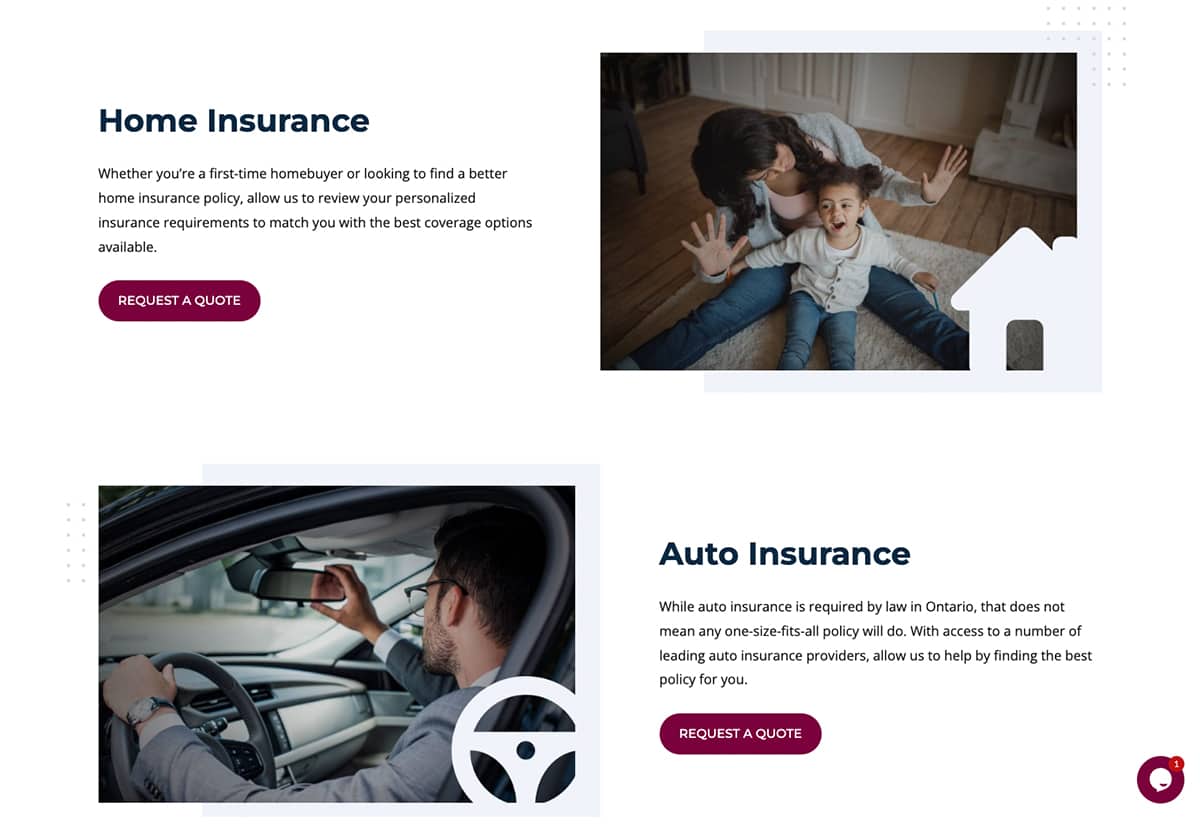 Home Insurance
Whether you’re a first-time homebuyer or looking to find a better
home insurance policy, allow us to review your personalized
insurance requirements to match you with the best coverage options
available.
REQUEST A QUOTE
Auto Insurance
While auto insurance is required by law in Ontario, that does not
mean any one-size-fits-all policy will do. With access to a number of
leading auto insurance providers, allow us to help by finding the best
policy for you.
REQUEST A QUOTE
1